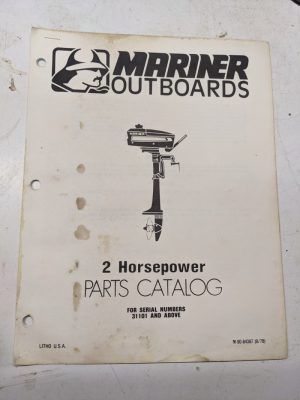 MARINER
OUTBOARDS
2 Horsepower
PARTS CATALOG
FOR SERIAL NUMBERS
31101 AND ABOVE
LITHO U.S.A.